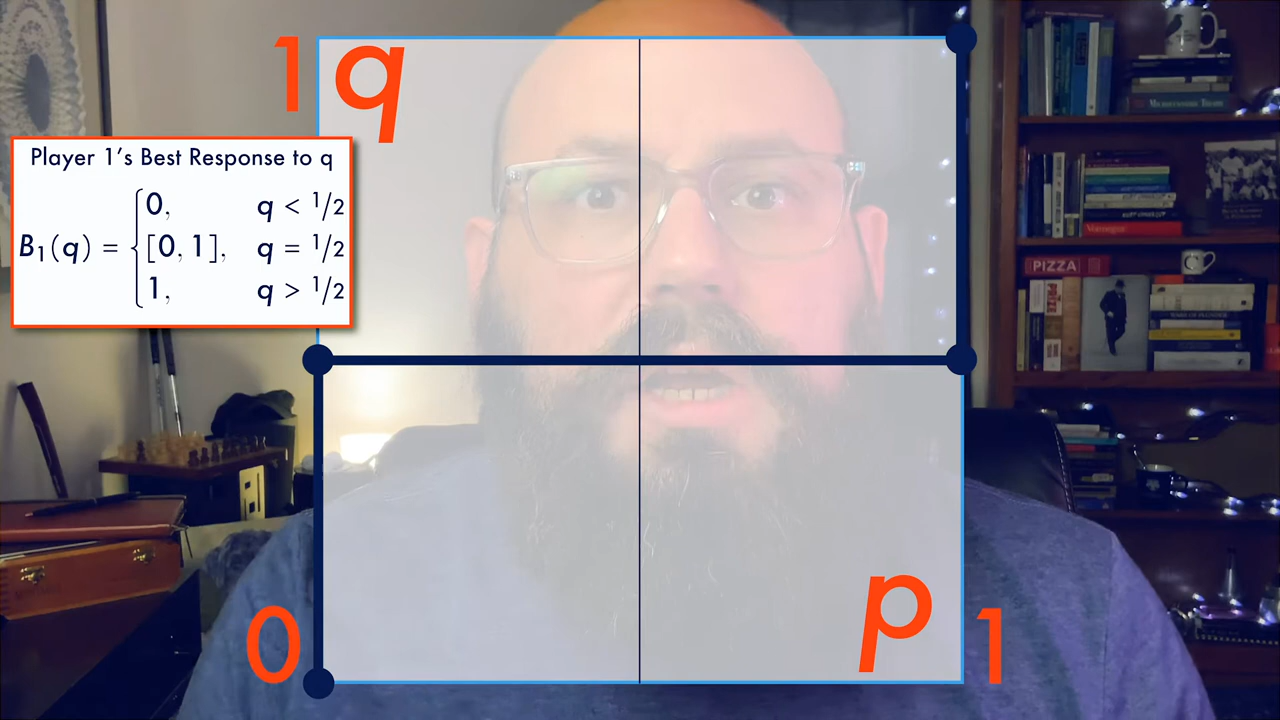 1 q
Player 1's Best Response to q
B₁(q) = { 0, q < 1/2
[0, 1], q = 1/2
1, q > 1/2
PIZZA
p
0 1